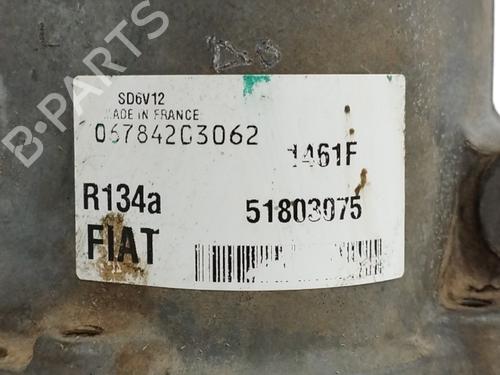 B-PARTS
SD6V12
MADE IN FRANCE
06784203062
1461F
R134a
51803075
FIAT